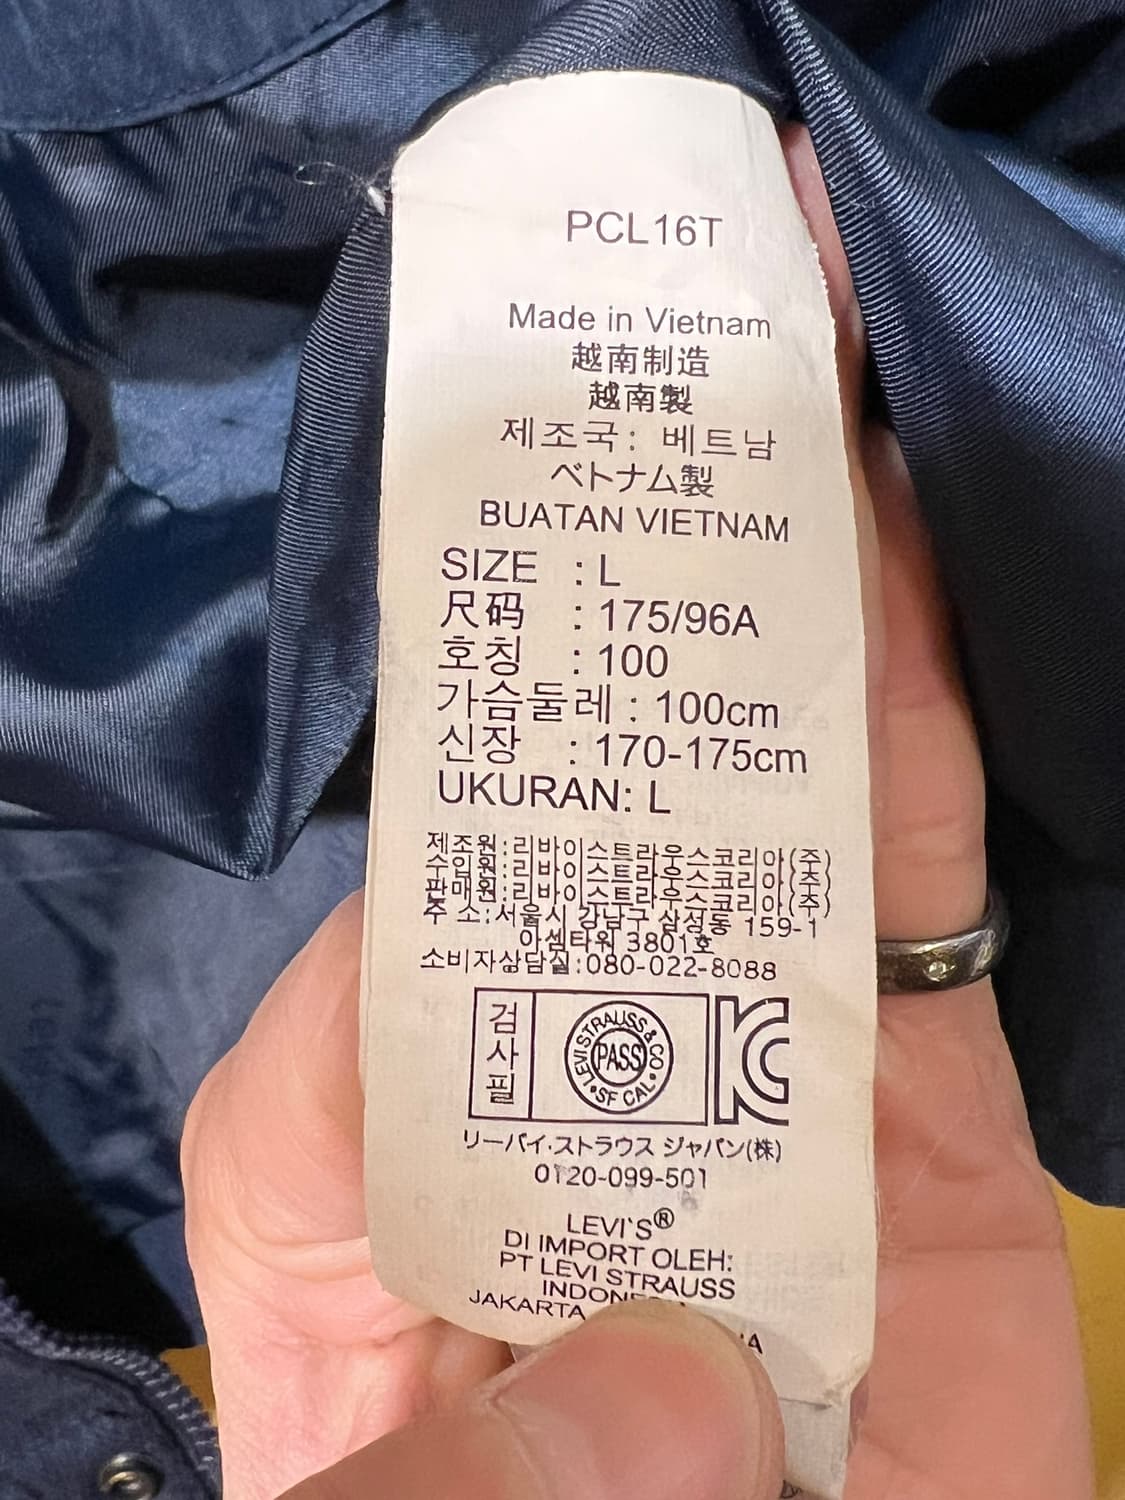 PCL16T
Made in Vietnam
越南制造
越南製
제조국: 베트남
ベトナム製
BUATAN VIETNAM
SIZE : L
尺码 : 175/96A
호칭 : 100
가슴둘레 : 100cm
신장 : 170-175cm
UKURAN: L
제조원:리바이스트라우스코리아(주)
수입원:리바이스트라우스코리아(주)
판매원:리바이스트라우스코리아(주)
주 소:서울시 강남구 삼성동 159-1
아셈타워 3801호
소비자상담실:080-022-8088
검사필
LEVI STRAUSS & CO
PASS
SF CAL
KC
リーバイ·ストラウス ジャパン(株)
0120-099-501
LEVI'S®
DI IMPORT OLEH:
PT LEVI STRAUSS
JAKARTA